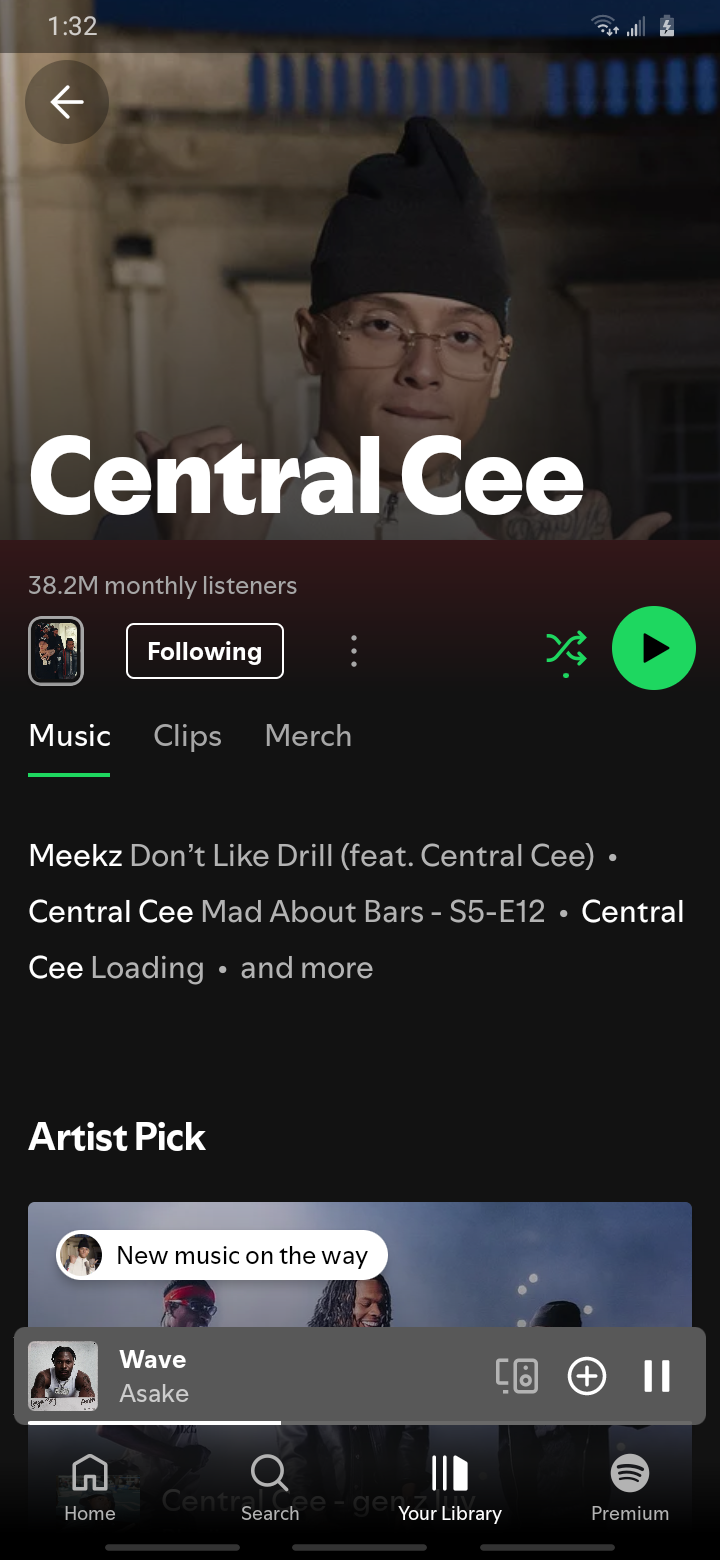 1:32
Central Cee
38.2M monthly listeners
Following
Music Clips Merch
Meekz Don’t Like Drill (feat. Central Cee) •
Central Cee Mad About Bars - S5-E12 • Central
Cee Loading • and more
Artist Pick
New music on the way
Wave
Asake
Central Cee - gen z luv
Home Search Your Library Premium